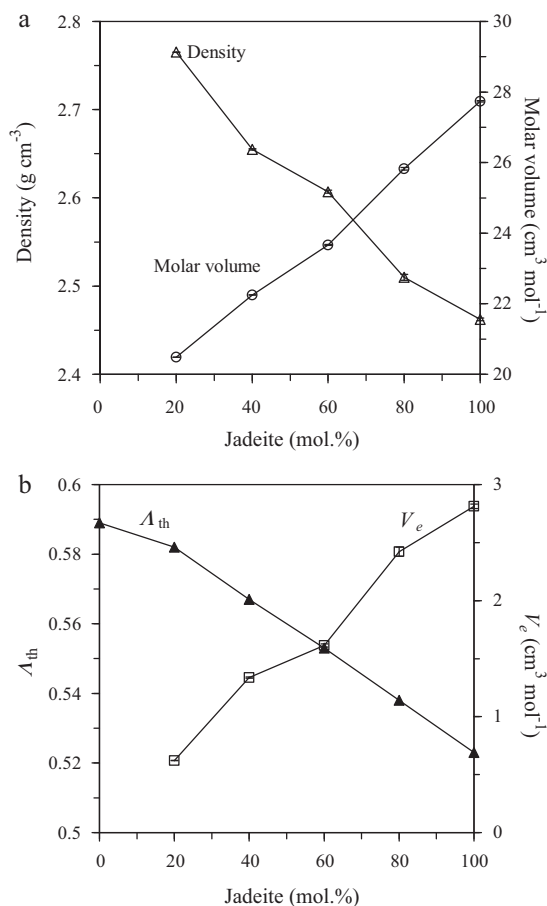 a
2.8
2.7
2.6
2.5
2.4
Density (g cm-3)
Density
Molar volume
30
28
26
24
22
20
Molar volume
(cm3 mol-1)
0 20 40 60 80 100
Jadeite (mol.%)
b
0.6
0.58
0.56
0.54
0.52
0.5
Λth
Λth
Ve
3
2
1
0
Ve (cm3 mol-1)
0 20 40 60 80 100
Jadeite (mol.%)